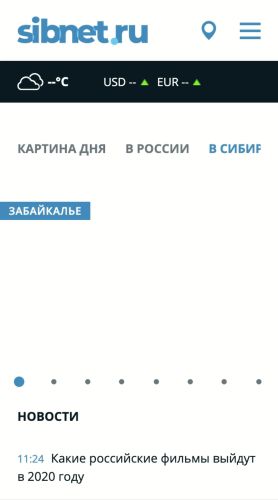 sibnet.ru
--°C USD -- EUR --
КАРТИНА ДНЯ В РОССИИ В СИБИР
ЗАБАЙКАЛЬЕ
НОВОСТИ
11:24 Какие российские фильмы выйдут
в 2020 году